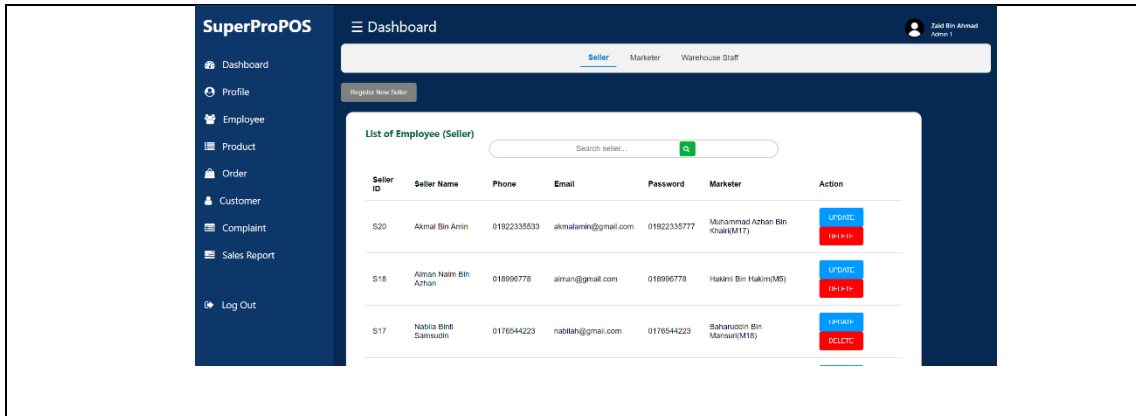 SuperProPOS
☰ Dashboard
Zaid Bin Ahmad
Admin 1
Dashboard
Profile
Employee
Product
Order
Customer
Complaint
Sales Report
Log Out
Seller Marketer Warehouse Staff
Register New Seller
List of Employee (Seller)
Search seller...
Seller ID Seller Name Phone Email Password Marketer Action
S20 Akmal Bin Amin 01922335533 akmalamin@gmail.com 01922335777 Muhammad Azhan Bin Khairi(M17) UPDATE
DELETE
S18 Aiman Naim Bin Azhan 018996778 aiman@gmail.com 018996778 Hakimi Bin Hakim(M5) UPDATE
DELETE
S17 Nabila Binti Samsudin 0176544223 nabilah@gmail.com 0176544223 Baharuddin Bin Mansuri(M18) UPDATE
DELETE